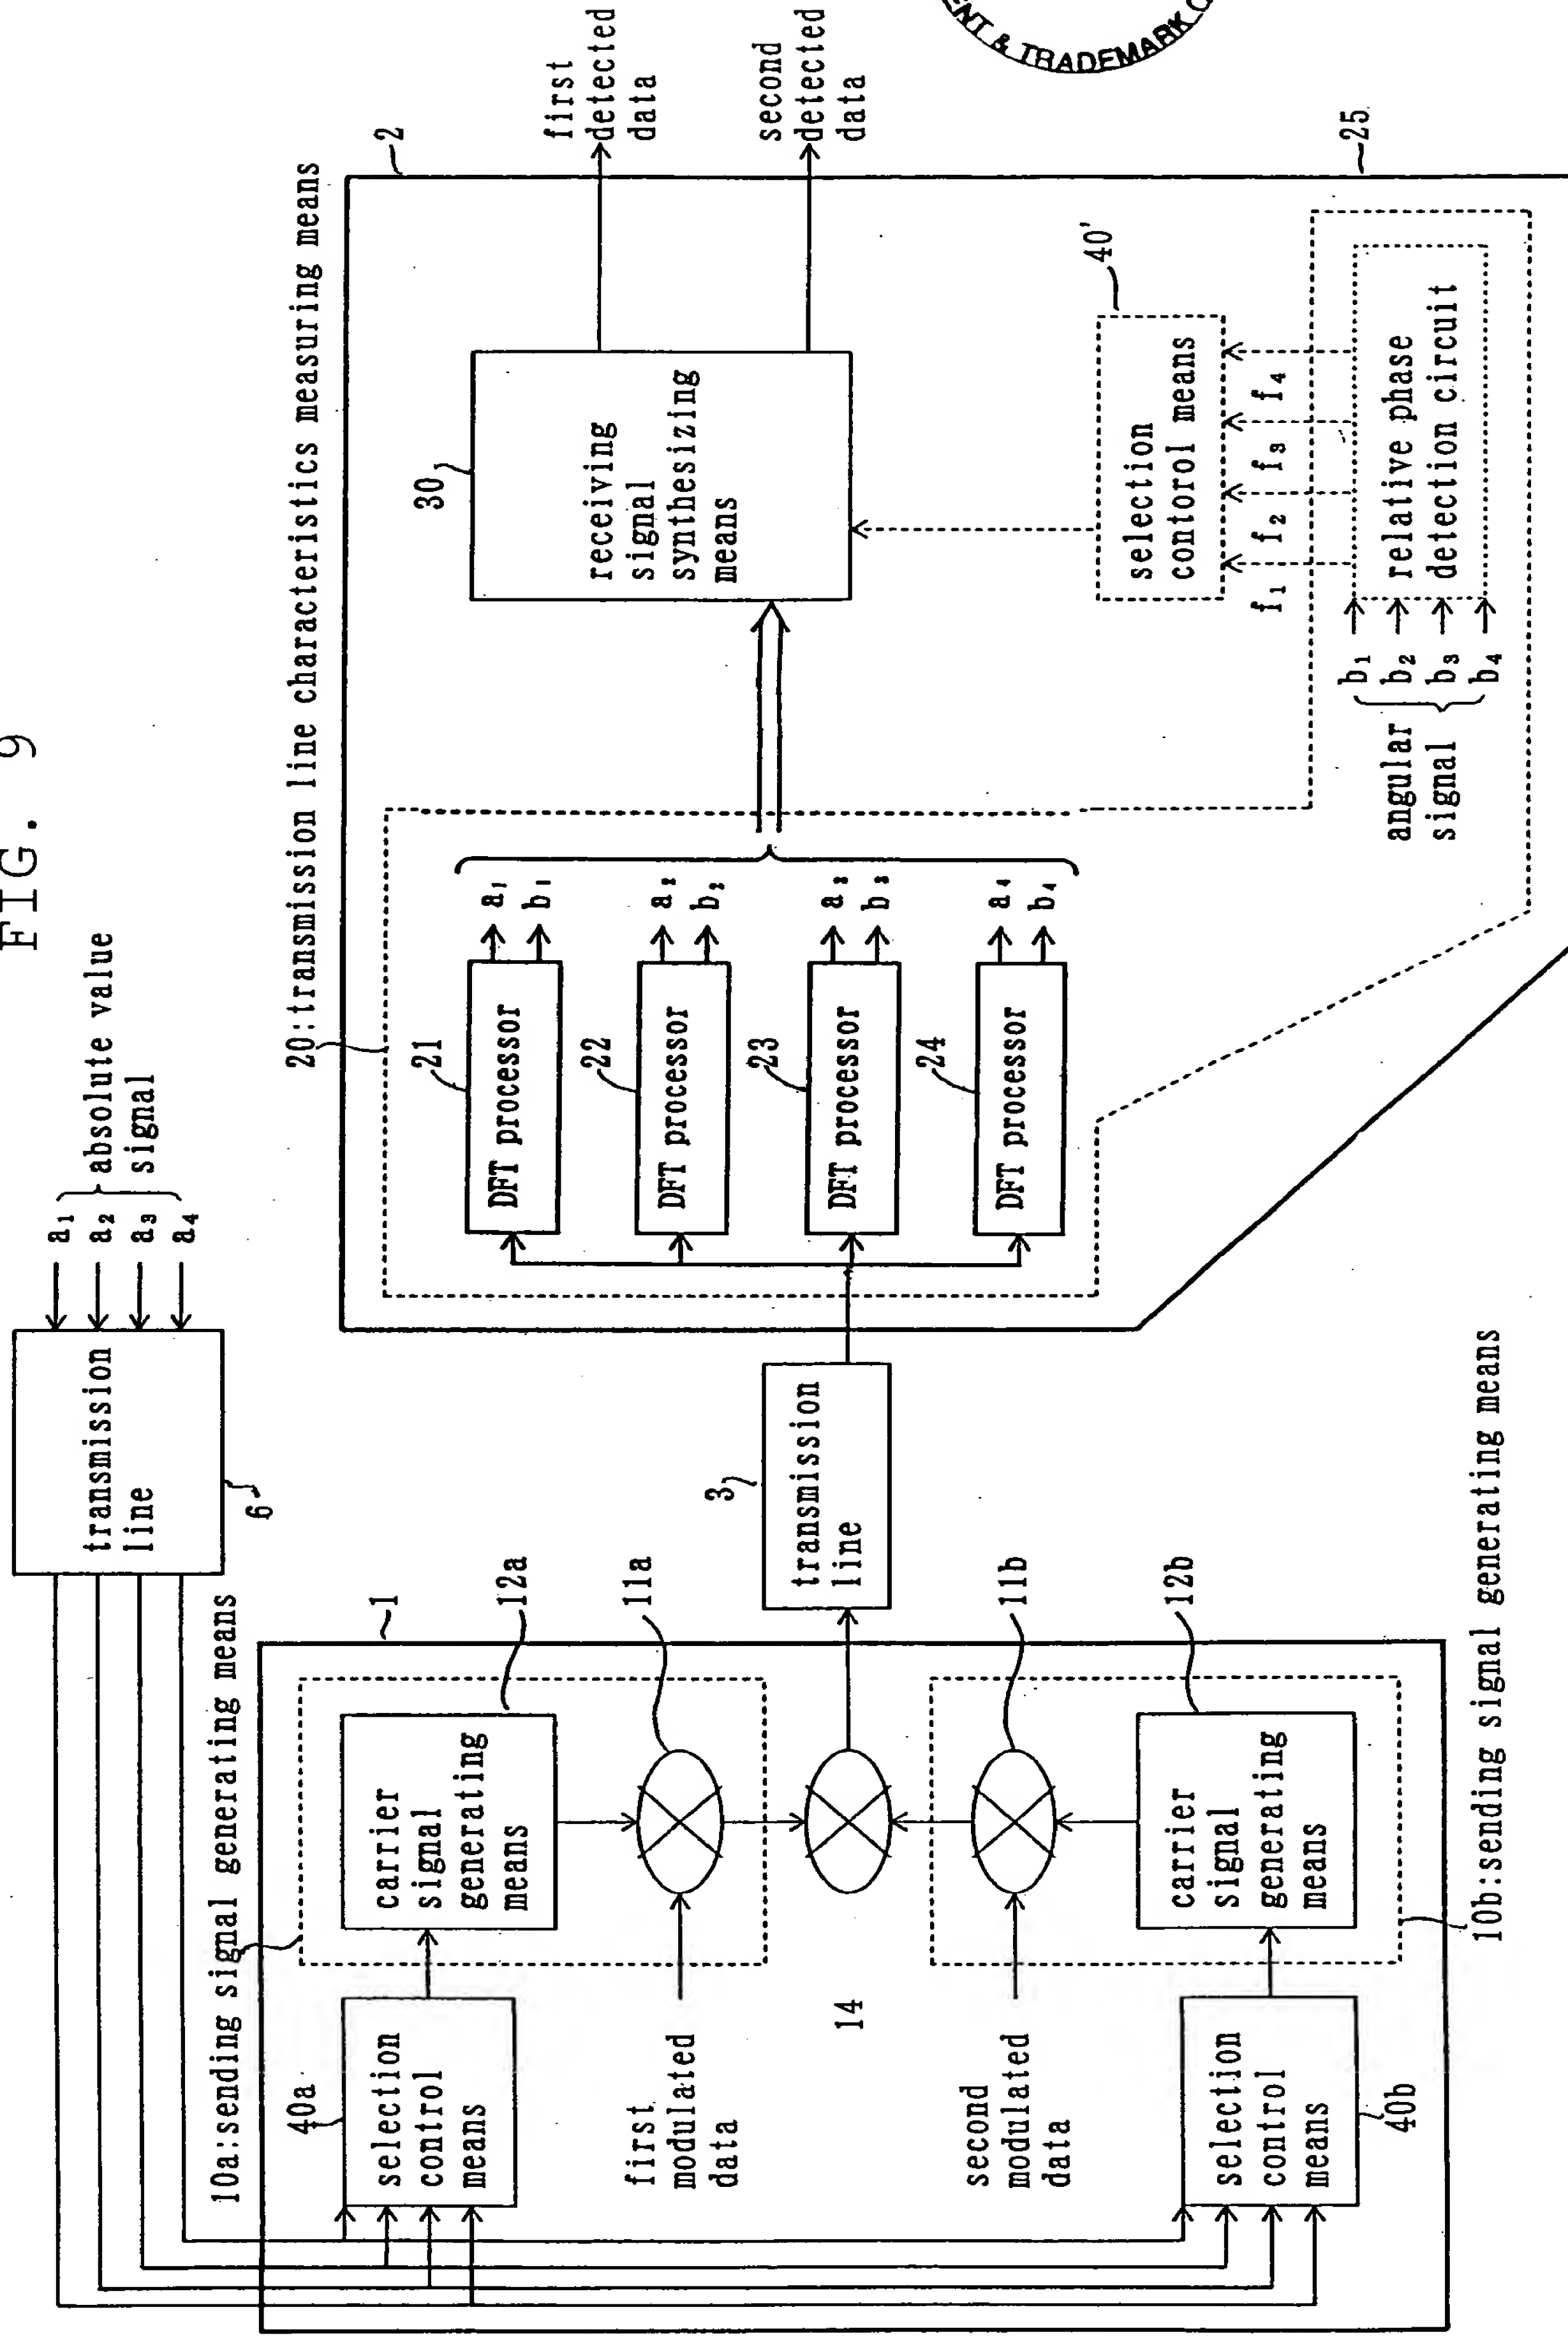 FIG. 9
a₁
a₂
a₃
a₄
absolute value
signal
transmission
line
6
10a:sending signal generating means
1
40a
selection
control
means
carrier
signal
generating
means
12a
11a
first
modulated
data
14
second
modulated
data
11b
12b
carrier
signal
generating
means
selection
control
means
40b
10b:sending signal generating means
3
transmission
line
20:transmission line characteristics measuring means
2
21
DFT processor
a₁
b₁
22
DFT processor
a₂
b₂
23
DFT processor
a₃
b₃
24
DFT processor
a₄
b₄
30
receiving
signal
synthesizing
means
first
detected
data
second
detected
data
40'
selection
contorol means
f₁ f₂ f₃ f₄
b₁
b₂
b₃
b₄
angular
signal
relative phase
detection circuit
25
& TRADEMARK